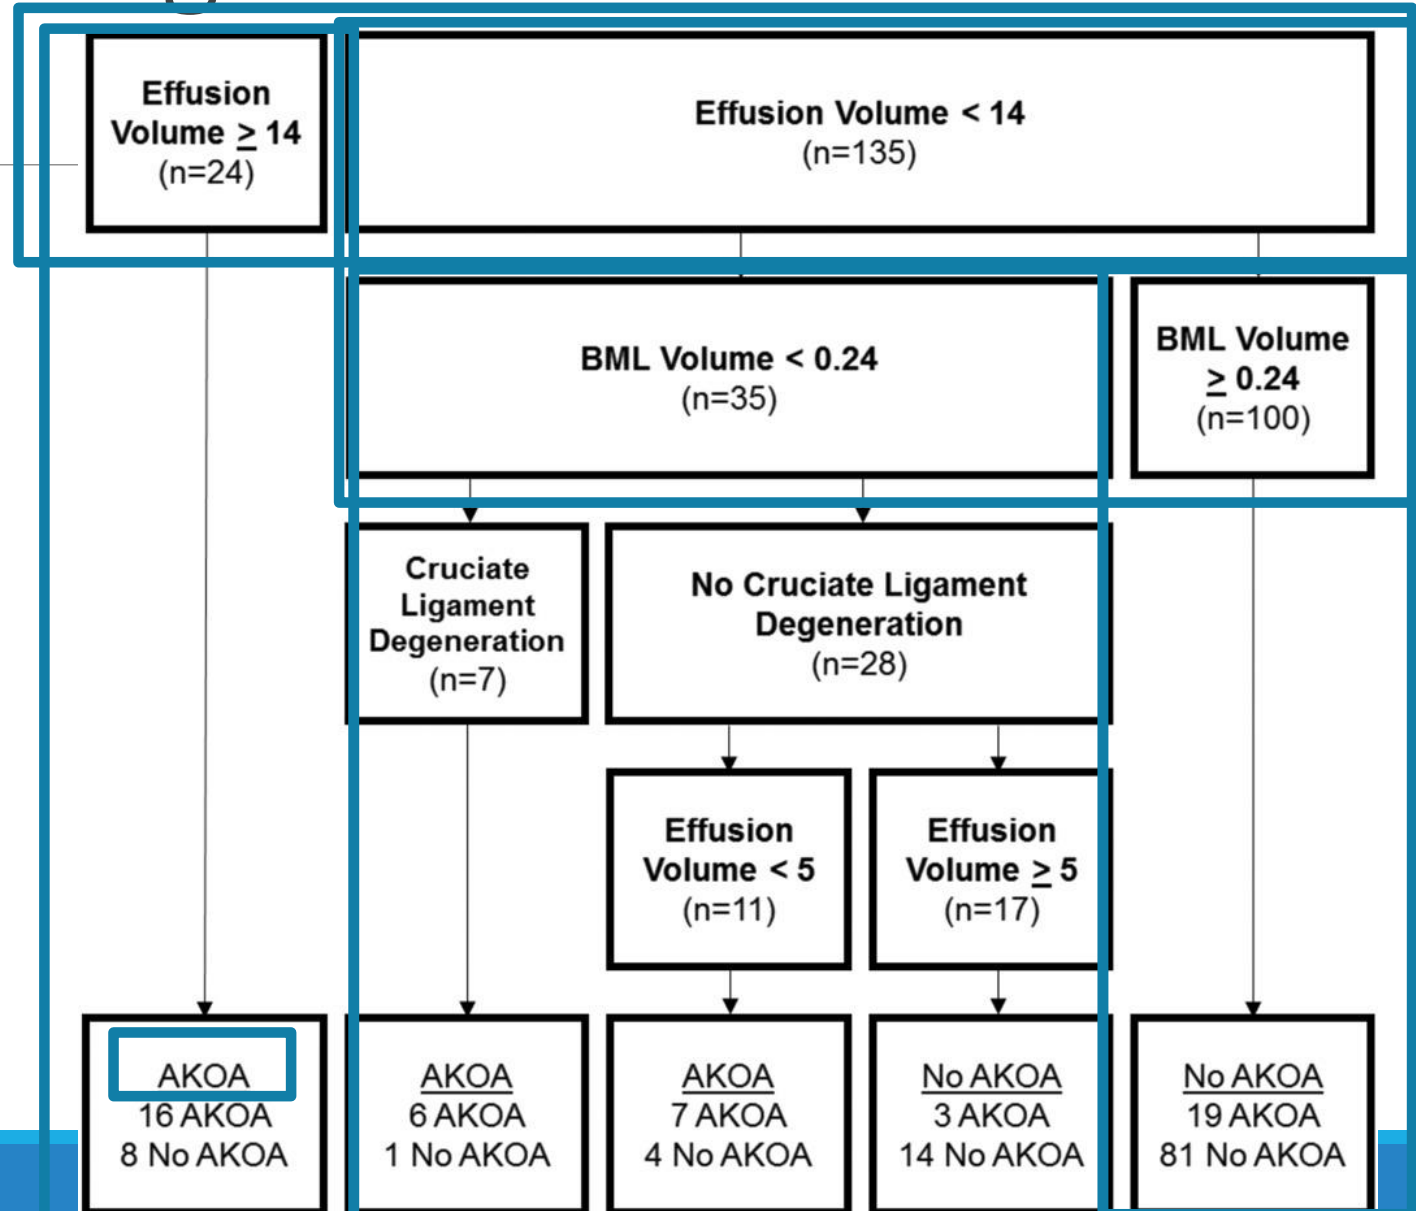 Effusion
Volume ≥ 14
(n=24)
Effusion Volume < 14
(n=135)
BML Volume < 0.24
(n=35)
BML Volume
≥ 0.24
(n=100)
Cruciate
Ligament
Degeneration
(n=7)
No Cruciate Ligament
Degeneration
(n=28)
Effusion
Volume < 5
(n=11)
Effusion
Volume ≥ 5
(n=17)
AKOA
16 AKOA
8 No AKOA
AKOA
6 AKOA
1 No AKOA
AKOA
7 AKOA
4 No AKOA
No AKOA
3 AKOA
14 No AKOA
No AKOA
19 AKOA
81 No AKOA